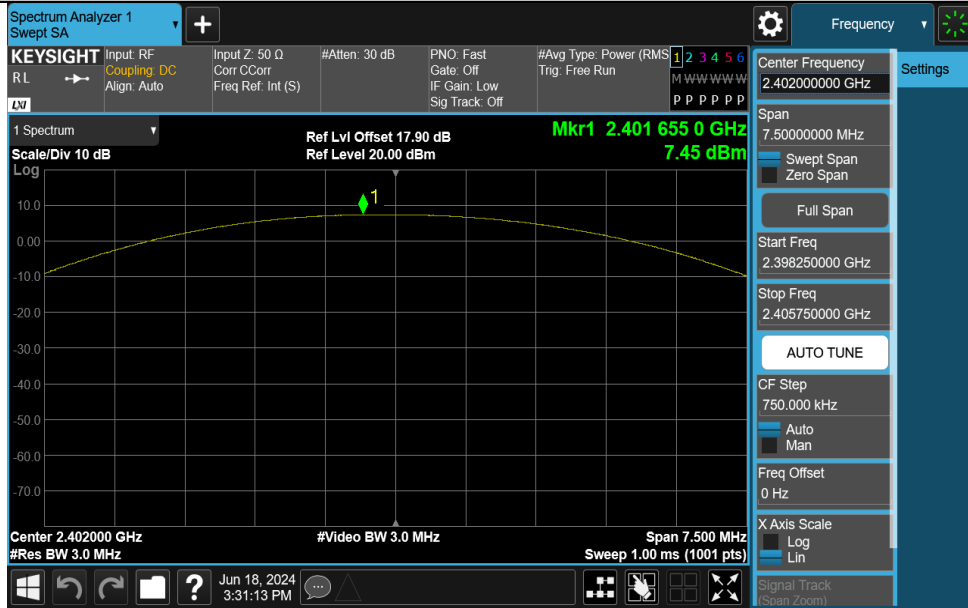 Spectrum Analyzer 1
Swept SA
+
Frequency
KEYSIGHT
RL
LXI
Input: RF
Coupling: DC
Align: Auto
Input Z: 50 Ω
Corr CCorr
Freq Ref: Int (S)
#Atten: 30 dB
PNO: Fast
Gate: Off
IF Gain: Low
Sig Track: Off
#Avg Type: Power (RMS
Trig: Free Run
1 2 3 4 5 6
M W W W W W
P P P P P P
1 Spectrum
Scale/Div 10 dB
Ref Lvl Offset 17.90 dB
Ref Level 20.00 dBm
Mkr1 2.401 655 0 GHz
7.45 dBm
Log
1
10.0
0.00
-10.0
-20.0
-30.0
-40.0
-50.0
-60.0
-70.0
Center 2.402000 GHz
#Video BW 3.0 MHz
Span 7.500 MHz
#Res BW 3.0 MHz
Sweep 1.00 ms (1001 pts)
Center Frequency
2.402000000 GHz
Settings
Span
7.50000000 MHz
Swept Span
Zero Span
Full Span
Start Freq
2.398250000 GHz
Stop Freq
2.405750000 GHz
AUTO TUNE
CF Step
750.000 kHz
Auto
Man
Freq Offset
0 Hz
X Axis Scale
Log
Lin
Signal Track
(Span Zoom)
?
Jun 18, 2024
3:31:13 PM